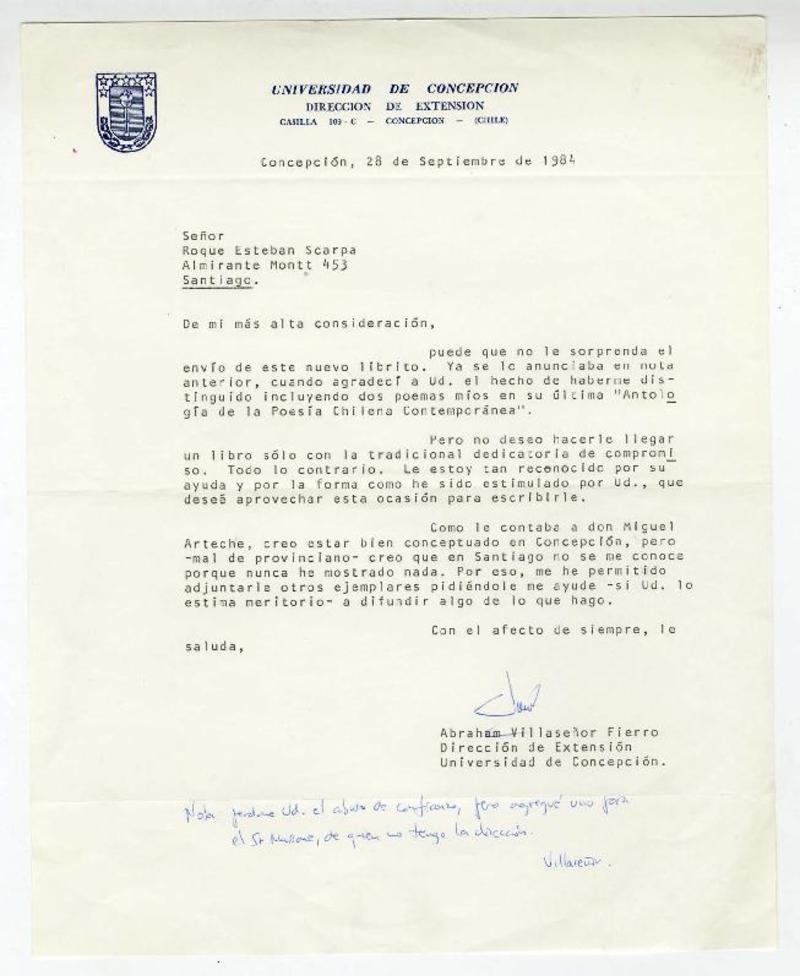 UNIVERSIDAD DE CONCEPCION
DIRECCION DE EXTENSION
CASILLA 103 - C — CONCEPCION — (CHILE)
Concepción, 28 de Septiembre de 1984
Señor
Roque Esteban Scarpa
Almirante Montt 453
Santiago.
De mi más alta consideración,
puede que no le sorprenda el
envío de este nuevo librito. Ya se lo anunciaba en nota
anterior, cuando agradecí a Ud. el hecho de haberme dis-
tinguido incluyendo dos poemas míos en su última "Antolo
gía de la Poesía Chilena Contemporánea".
Pero no deseo hacerle llegar
un libro sólo con la tradicional dedicatoria de compromi
so. Todo lo contrario. Le estoy tan reconocido por su
ayuda y por la forma como he sido estimulado por Ud., que
deseé aprovechar esta ocasión para escribirle.
Como le contaba a don Miguel
Arteche, creo estar bien conceptuado en Concepción, pero
-mal de provinciano- creo que en Santiago no se me conoce
porque nunca he mostrado nada. Por eso, me he permitido
adjuntarle otros ejemplares pidiéndole me ayude -si Ud. lo
estima meritorio- a difundir algo de lo que hago.
Con el afecto de siempre, le
saluda,
Abraham Villaseñor Fierro
Dirección de Extensión
Universidad de Concepción.
Nota perdone Ud. el abuso de confianza, pero agregué uno para
el Sr de quien no tengo la dirección.
Villaseñor.